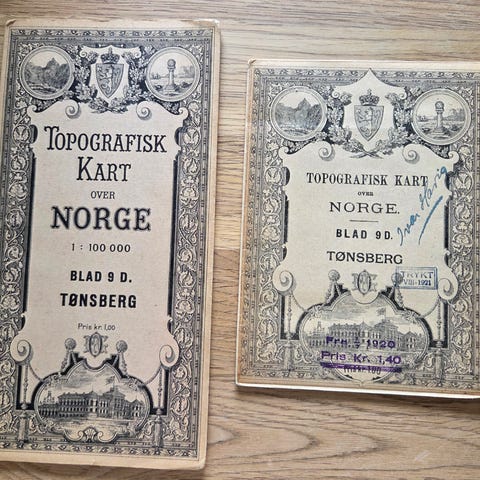 TOPOGRAFISK
KART
OVER
NORGE
1 : 100 000
BLAD 9 D.
TØNSBERG
Pris kr. 1,00
TOPOGRAFISK KART
OVER
NORGE.
BLAD 9D.
TØNSBERG
TRYKT
VIII-1921
1920
Pris Kr. 1,40